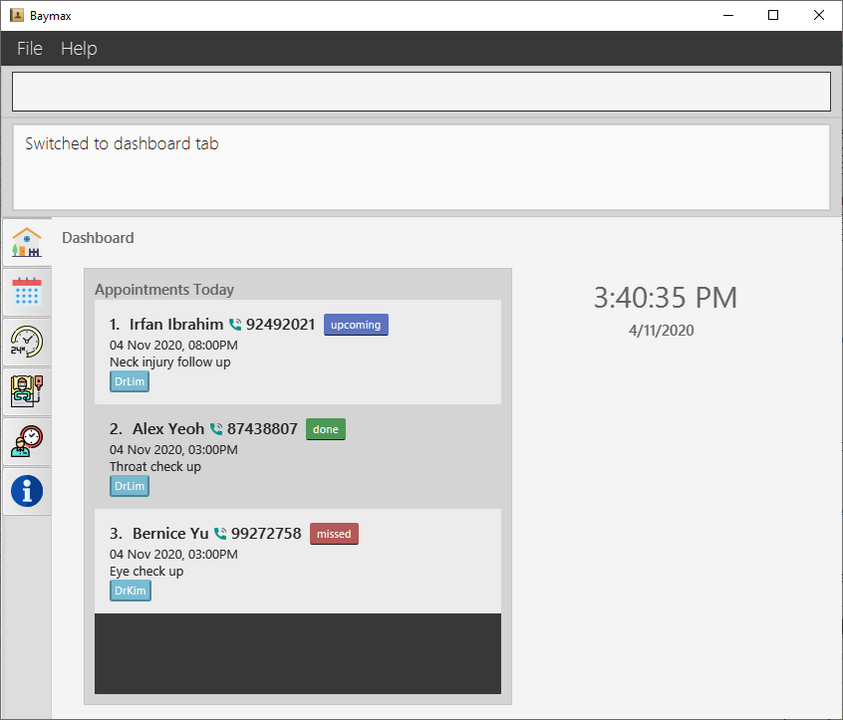 Baymax
File Help
Switched to dashboard tab
Dashboard
Appointments Today
1. Irfan Ibrahim 92492021 upcoming
04 Nov 2020, 08:00PM
Neck injury follow up
DrLim
2. Alex Yeoh 87438807 done
04 Nov 2020, 03:00PM
Throat check up
DrLim
3. Bernice Yu 99272758 missed
04 Nov 2020, 03:00PM
Eye check up
DrKim
3:40:35 PM
4/11/2020
24H